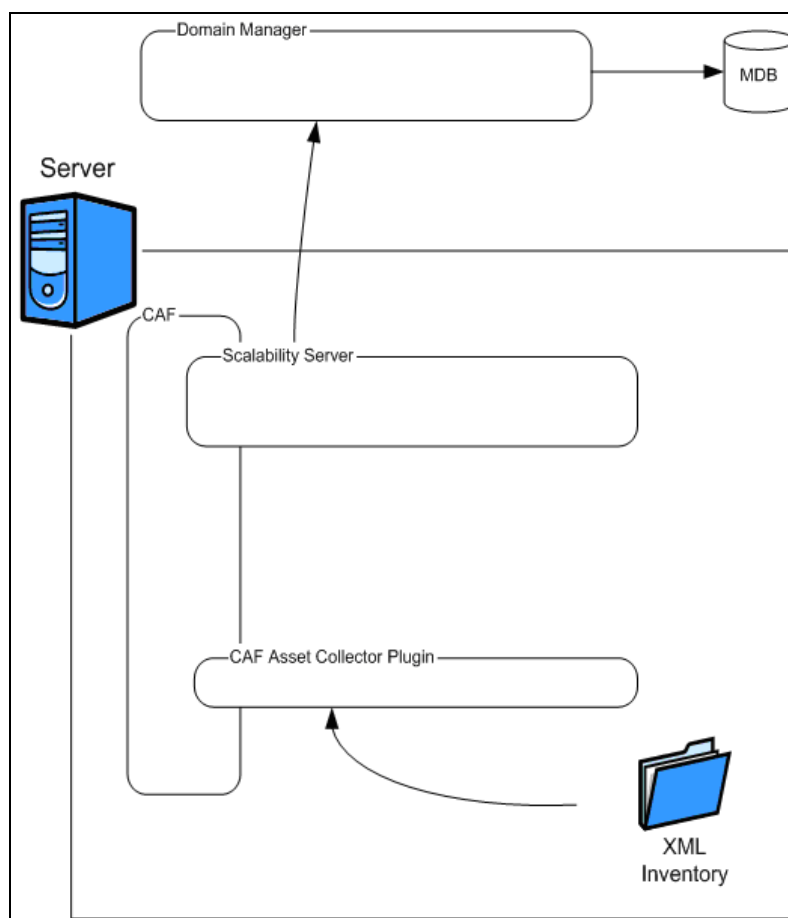 Domain Manager
MDB
Server
CAF
Scalability Server
CAF Asset Collector Plugin
XML
Inventory